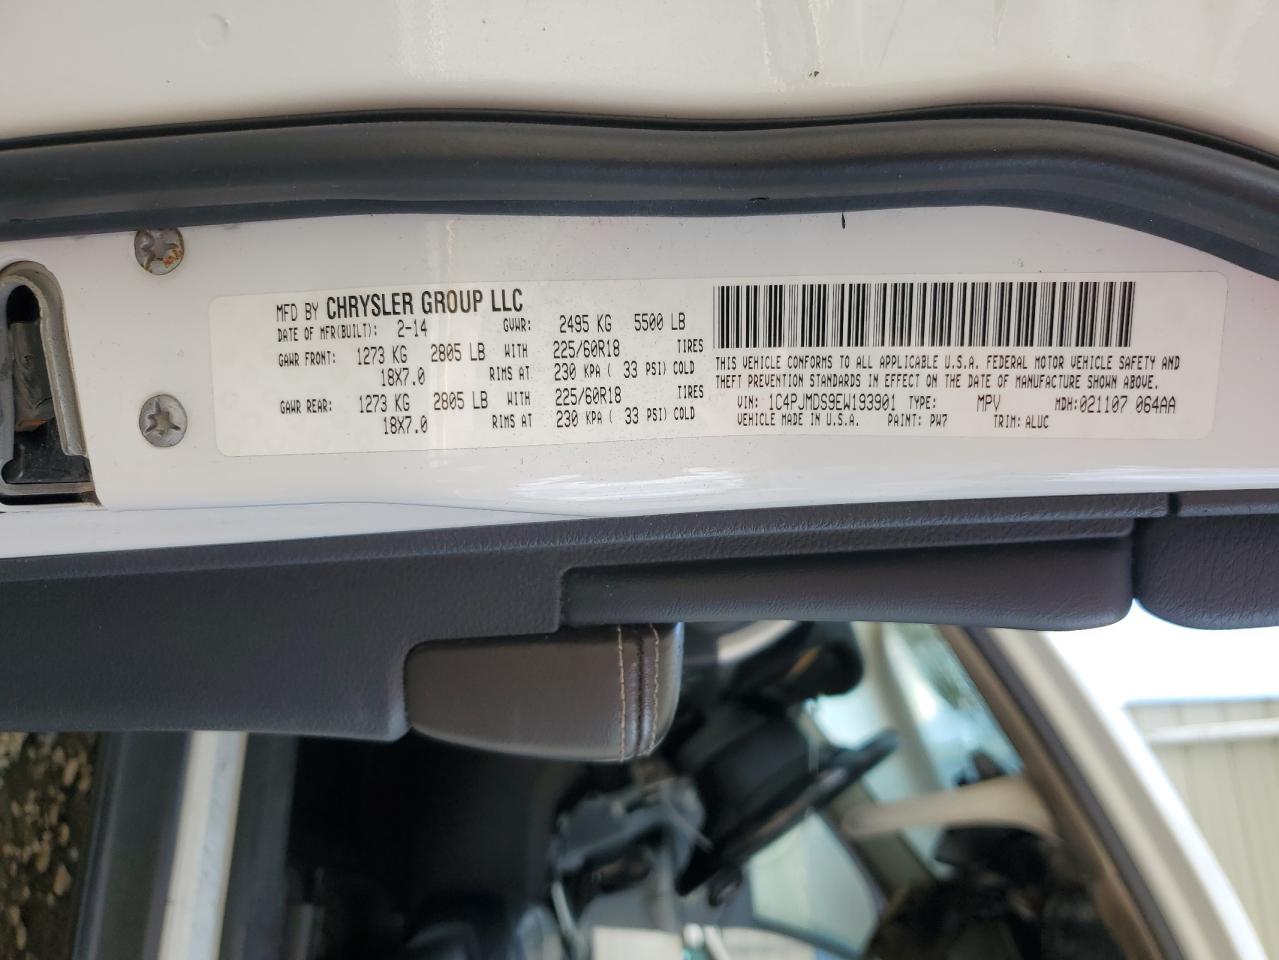 MFD BY CHRYSLER GROUP LLC
DATE OF MFR(BUILT): 2-14 GVWR: 2495 KG 5500 LB
GAWR FRONT: 1273 KG 2805 LB WITH 225/60R18 TIRES
18X7.0 RIMS AT 230 KPA ( 33 PSI) COLD
GAWR REAR: 1273 KG 2805 LB WITH 225/60R18 TIRES
18X7.0 RIMS AT 230 KPA ( 33 PSI) COLD
THIS VEHICLE CONFORMS TO ALL APPLICABLE U.S.A. FEDERAL MOTOR VEHICLE SAFETY AND
THEFT PREVENTION STANDARDS IN EFFECT ON THE DATE OF MANUFACTURE SHOWN ABOVE.
VIN: 1C4PJMDS9EW193901 TYPE: MPV MDH:021107 064AA
VEHICLE MADE IN U.S.A. PAINT: PW7 TRIM: ALUC